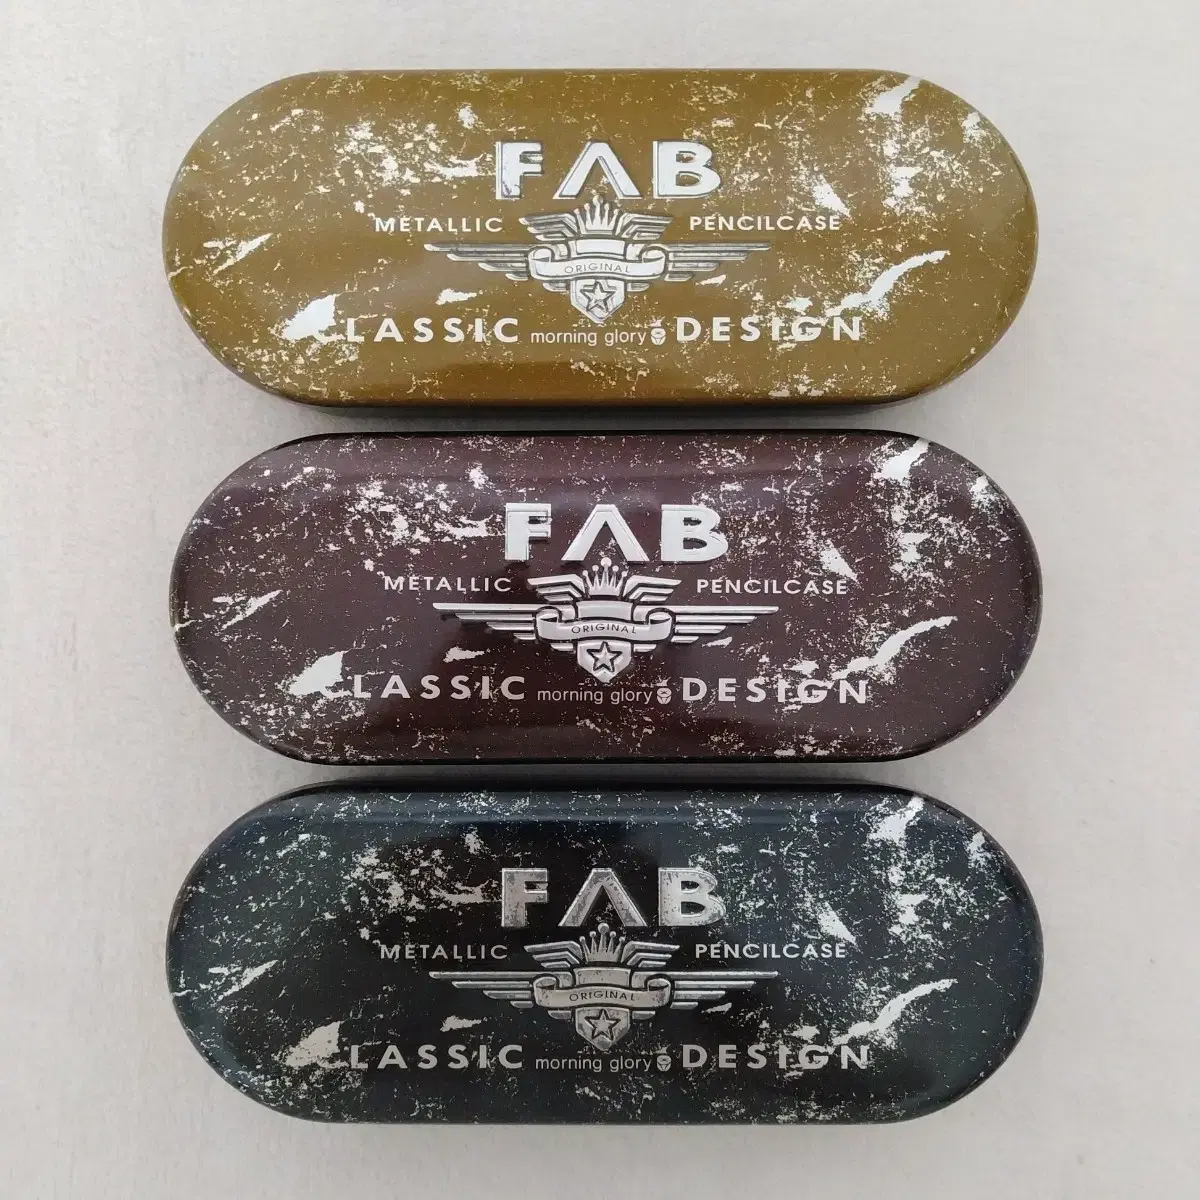 FAB
METALLIC PENCILCASE
ORIGINAL
CLASSIC morning glory DESIGN
FAB
METALLIC PENCILCASE
ORIGINAL
CLASSIC morning glory DESIGN
FAB
METALLIC PENCILCASE
ORIGINAL
CLASSIC morning glory DESIGN